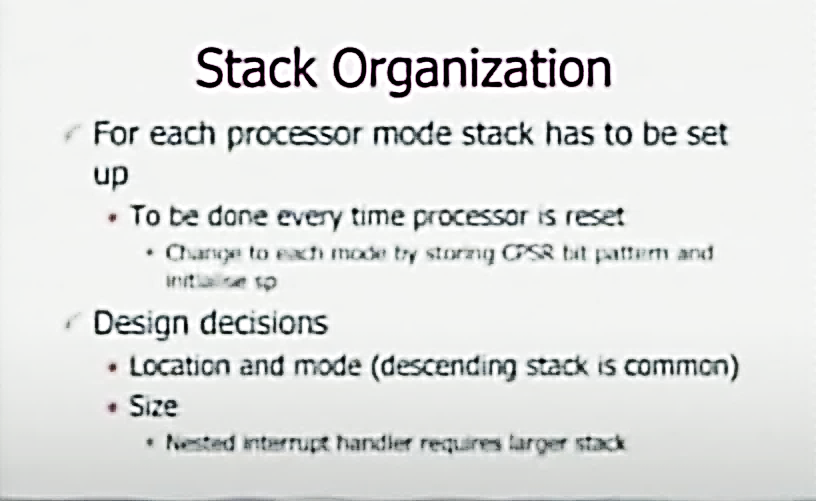 Stack Organization
For each processor mode stack has to be set
up
To be done every time processor is reset
Change to each mode by storing CPSR bit pattern and
initialise sp
Design decisions
Location and mode (descending stack is common)
Size
Nested interrupt handler requires larger stack